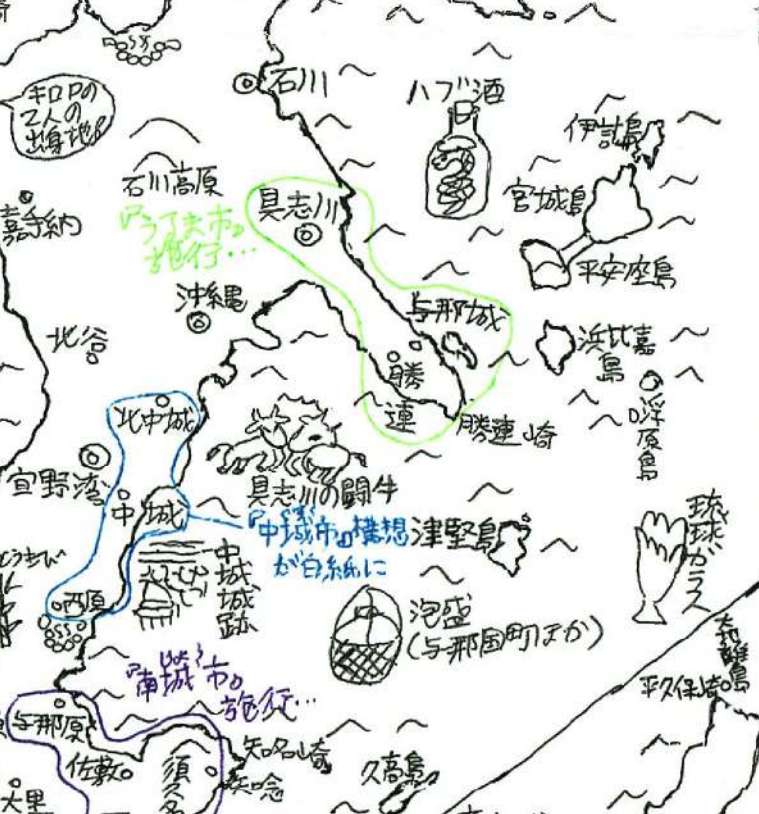 石川
ハブ酒
伊計島
キロロの
2人の
出身地!!
石川高原
具志川
宮城島
嘉手納
『うるま市』
施行…
平安座島
沖縄
与那城
北谷
浜比嘉
島
勝
連
勝連崎
浮原島
北中城
宜野湾
具志川の闘牛
中城
『中城市』構想
が白紙に
津堅島
琉球ガラス
中城城跡
西原
泡盛
(与那国町ほか)
『南城市』
施行…
平久保崎
与那原
知名崎
久高島
佐敷
知念
大里